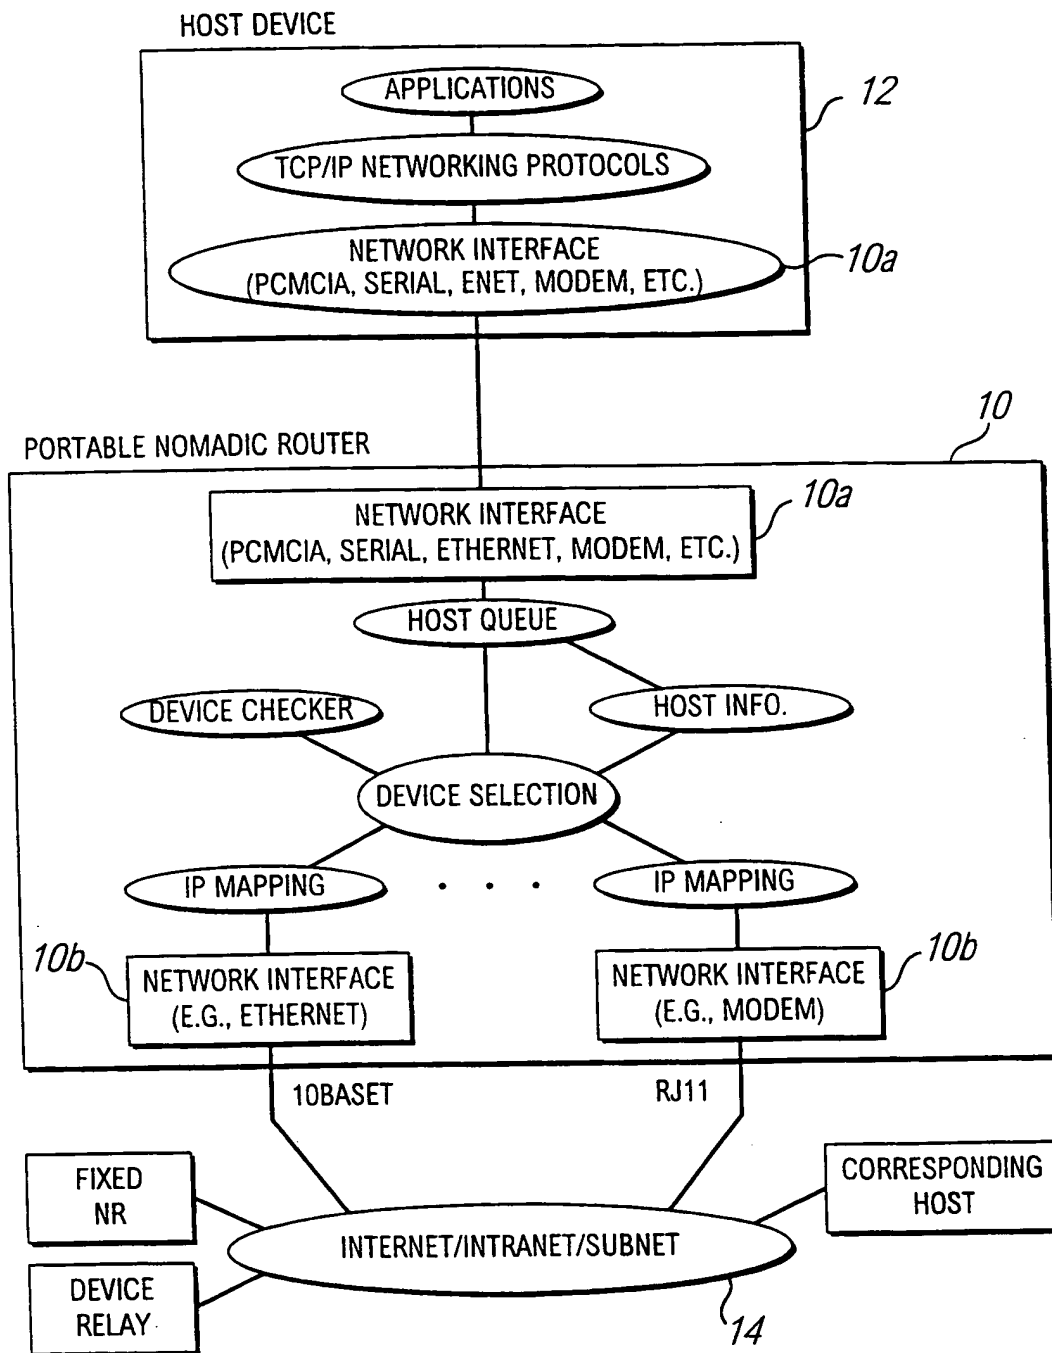 HOST DEVICE
12
APPLICATIONS
TCP/IP NETWORKING PROTOCOLS
NETWORK INTERFACE
(PCMCIA, SERIAL, ENET, MODEM, ETC.)
10a
10
PORTABLE NOMADIC ROUTER
NETWORK INTERFACE
(PCMCIA, SERIAL, ETHERNET, MODEM, ETC.)
10a
HOST QUEUE
DEVICE CHECKER
HOST INFO.
DEVICE SELECTION
IP MAPPING
. . .
IP MAPPING
10b
NETWORK INTERFACE
(E.G., ETHERNET)
NETWORK INTERFACE
(E.G., MODEM)
10b
10BASET
RJ11
FIXED
NR
CORRESPONDING
HOST
INTERNET/INTRANET/SUBNET
DEVICE
RELAY
14